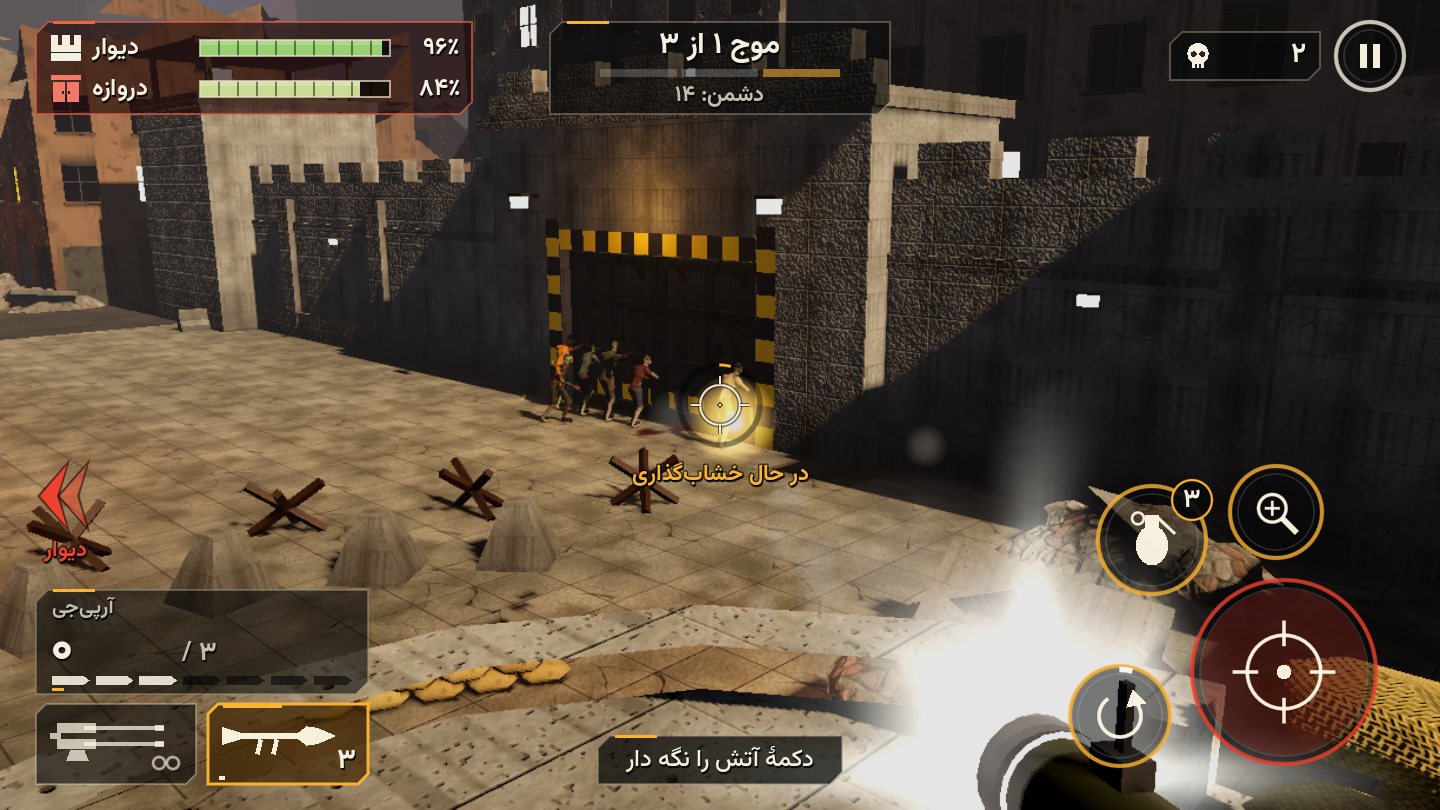 دیوار ۹۶٪
دروازه ۸۴٪
موج ۱ از ۳
دشمن: ۱۴
۲
در حال خشاب‌گذاری
دیوار
۳
آرپی‌جی
۰ / ۳
∞
۳
دکمهٔ آتش را نگه دار